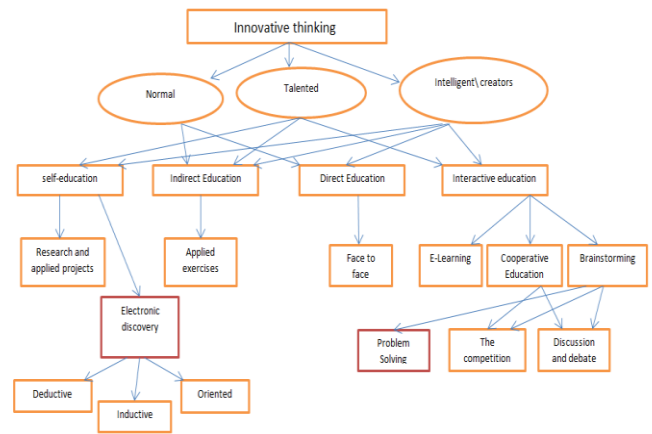 Innovative thinking
Normal
Talented
Intelligent\ creators
self-education
Indirect Education
Direct Education
Interactive education
Research and
applied projects
Applied
exercises
Face to
face
E-Learning
Cooperative
Education
Brainstorming
Electronic
discovery
Problem
Solving
The
competition
Discussion
and debate
Deductive
Inductive
Oriented